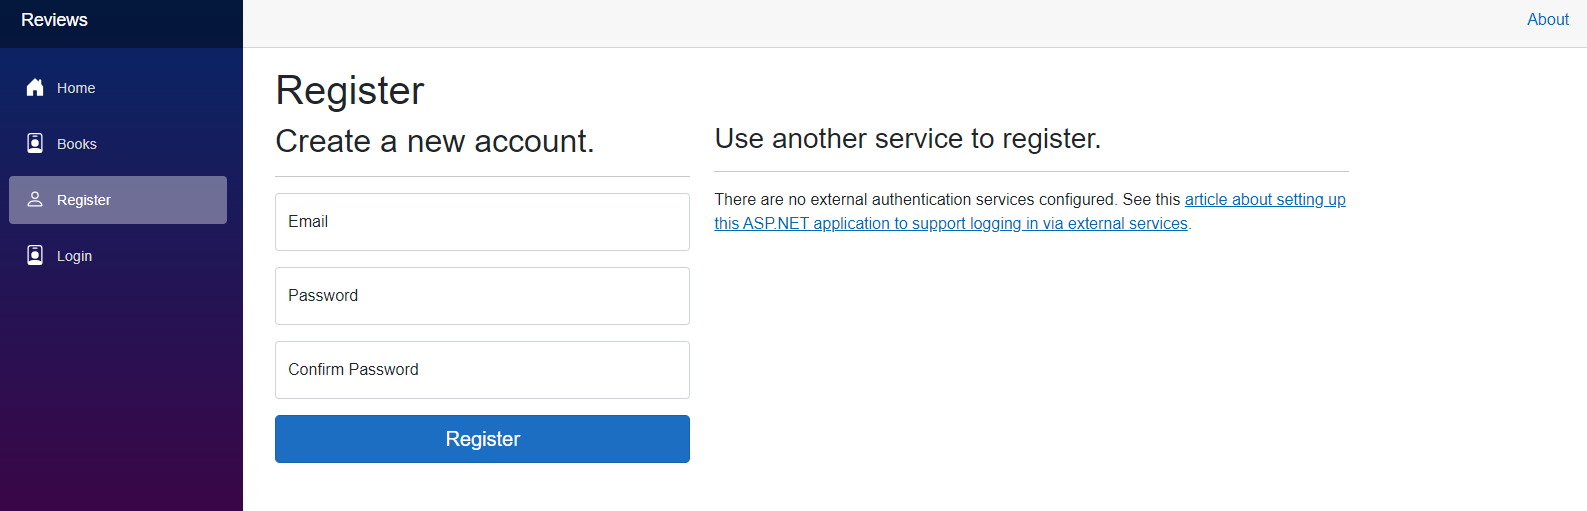 Reviews
About
Home
Books
Register
Login
Register
Create a new account.
Email
Password
Confirm Password
Register
Use another service to register.
There are no external authentication services configured. See this article about setting up
this ASP.NET application to support logging in via external services.